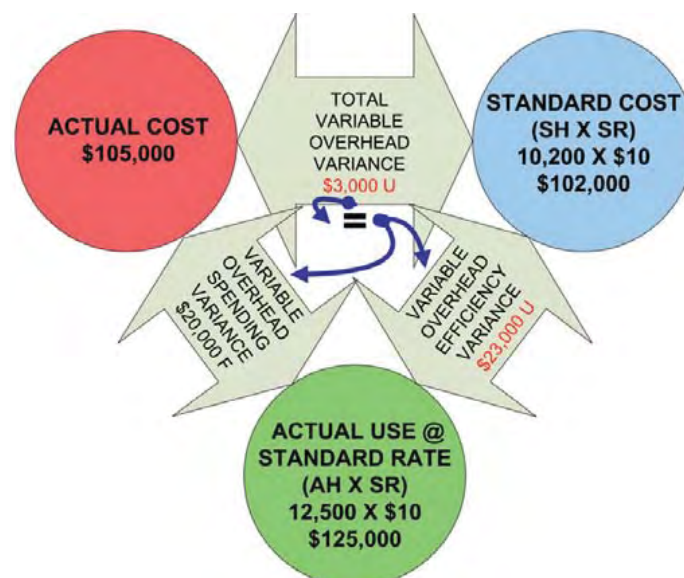 ACTUAL COST
$105,000
TOTAL
VARIABLE
OVERHEAD
VARIANCE
$3,000 U
=
STANDARD COST
(SH X SR)
10,200 X $10
$102,000
VARIABLE
OVERHEAD
SPENDING
VARIANCE
$20,000 F
VARIABLE
OVERHEAD
EFFICIENCY
VARIANCE
$23,000 U
ACTUAL USE @
STANDARD RATE
(AH X SR)
12,500 X $10
$125,000